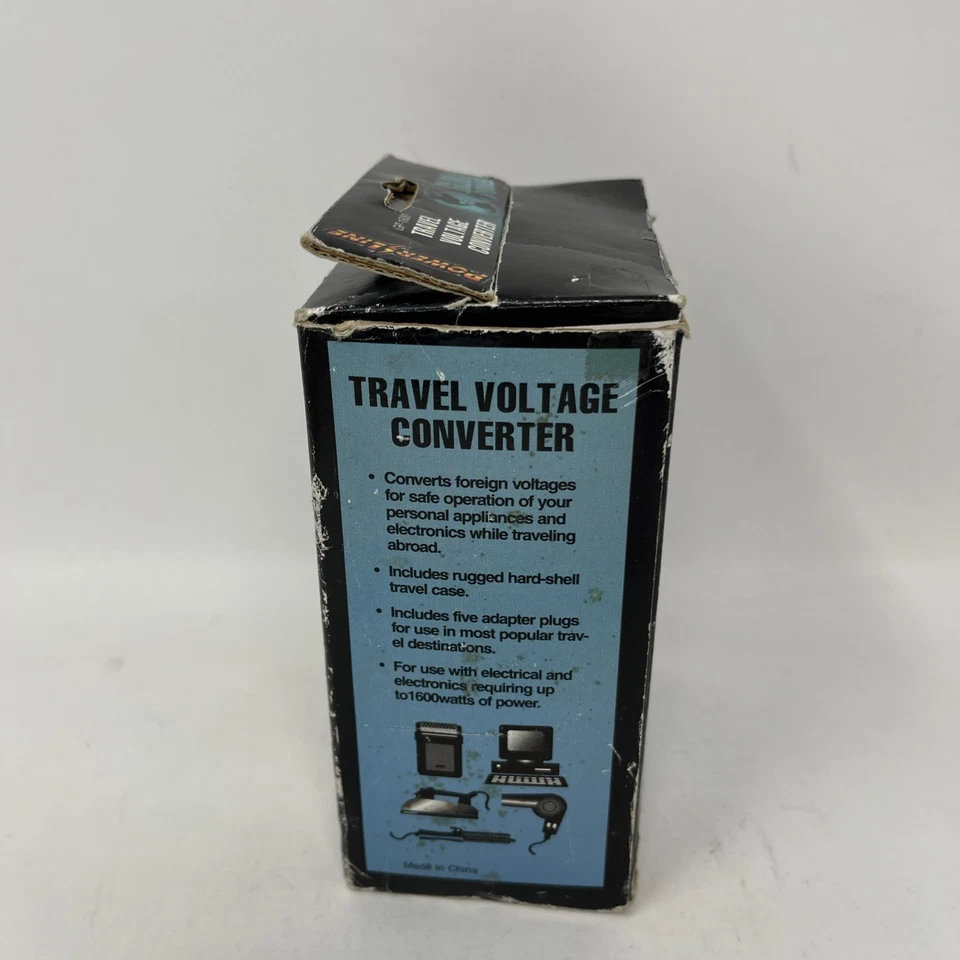 TRAVEL
VOLTAGE
CONVERTER
POWER LINE
TRAVEL VOLTAGE
CONVERTER
• Converts foreign voltages
for safe operation of your
personal appliances and
electronics while traveling
abroad.
• Includes rugged hard-shell
travel case.
• Includes five adapter plugs
for use in most popular trav-
el destinations.
• For use with electrical and
electronics requiring up
to1600watts of power.
Made in China